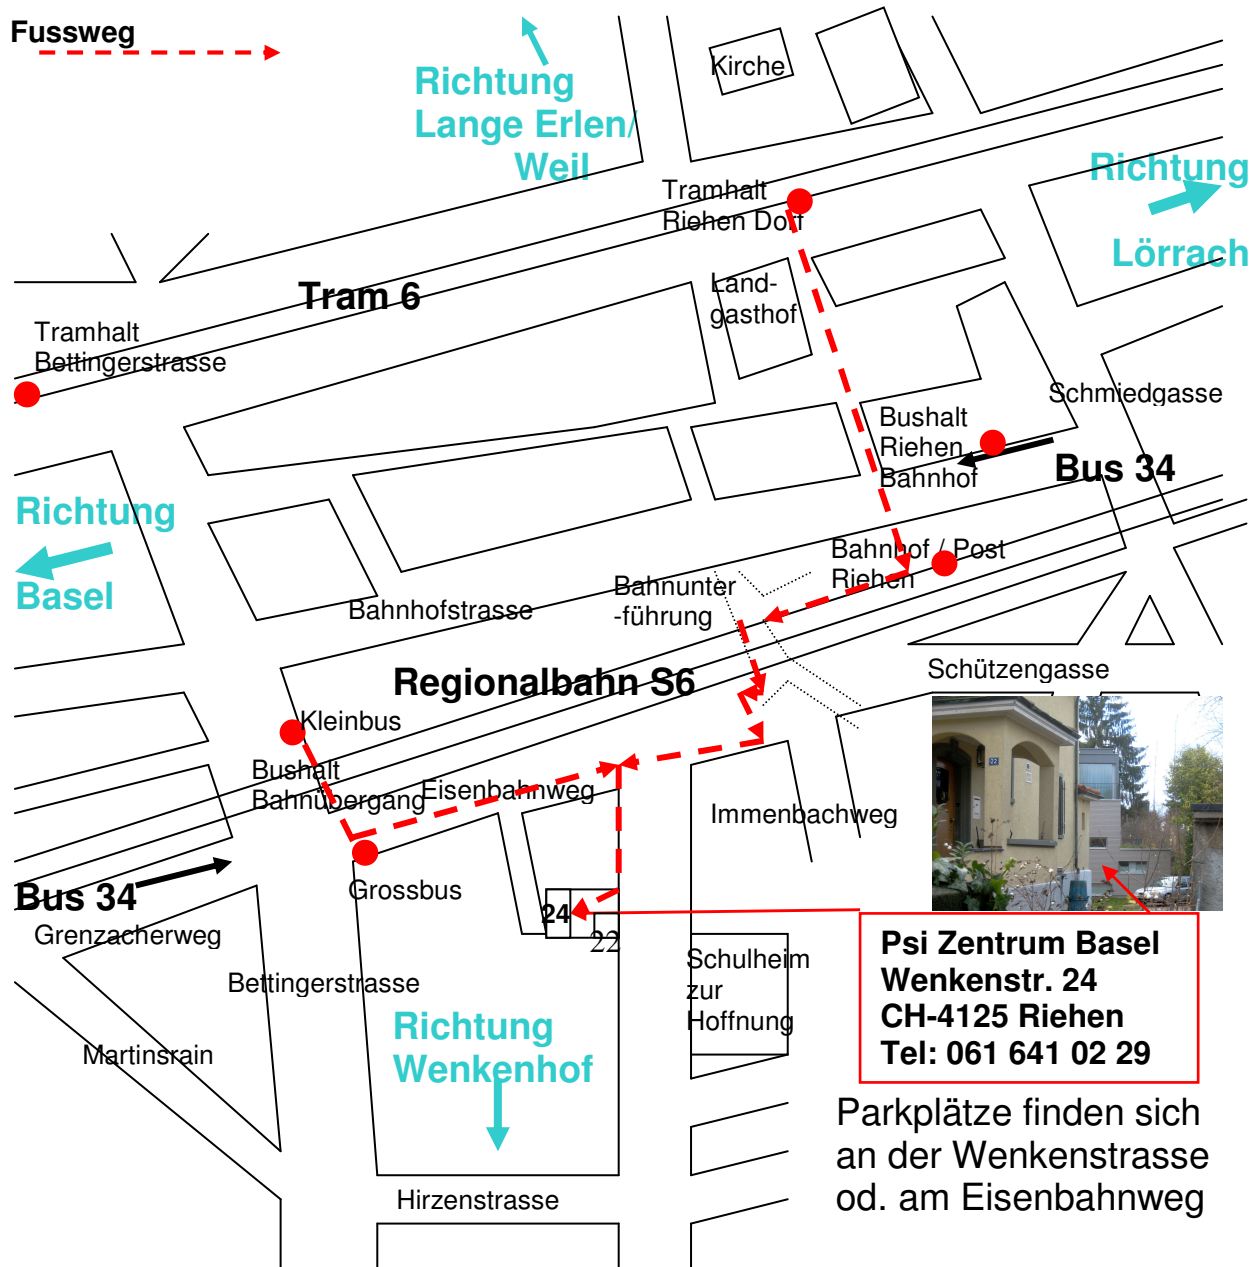 Fussweg
Richtung
Lange Erlen/
Weil
Kirche
Richtung
Lörrach
Tramhalt
Riehen Dorf
Tram 6
Land-
gasthof
Tramhalt
Bettingerstrasse
Schmiedgasse
Bushalt
Riehen
Bahnhof
Bus 34
Richtung
Basel
Bahnhof / Post
Riehen
Bahnunter
-führung
Bahnhofstrasse
Schützengasse
Regionalbahn S6
Kleinbus
Bushalt
Bahnübergang
Eisenbahnweg
Immenbachweg
22
Bus 34
Grossbus
Grenzacherweg
24
22
Bettingerstrasse
Schulheim
zur
Hoffnung
Psi Zentrum Basel
Wenkenstr. 24
CH-4125 Riehen
Tel: 061 641 02 29
Richtung
Wenkenhof
Martinsrain
Parkplätze finden sich
an der Wenkenstrasse
od. am Eisenbahnweg
Hirzenstrasse